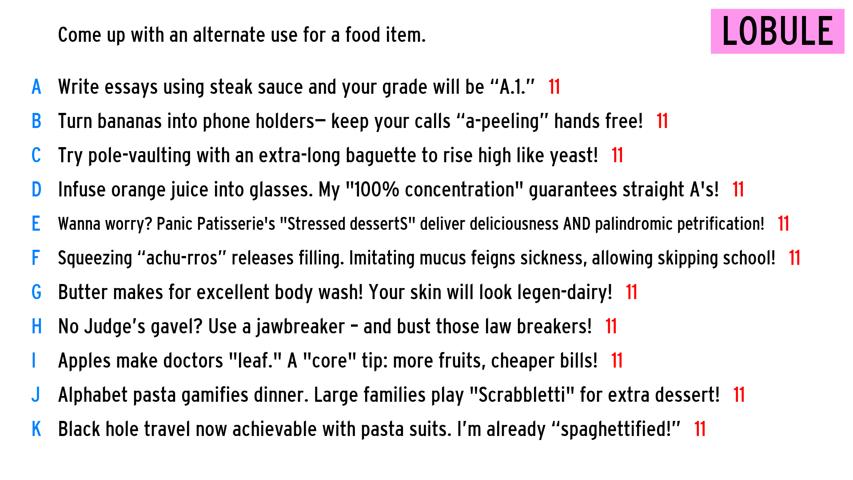 Come up with an alternate use for a food item.
LOBULE
A Write essays using steak sauce and your grade will be “A.1.” 11
B Turn bananas into phone holders— keep your calls “a-peeling” hands free! 11
C Try pole-vaulting with an extra-long baguette to rise high like yeast! 11
D Infuse orange juice into glasses. My "100% concentration" guarantees straight A's! 11
E Wanna worry? Panic Patisserie's "Stressed dessertS" deliver deliciousness AND palindromic petrification! 11
F Squeezing “achu-rros” releases filling. Imitating mucus feigns sickness, allowing skipping school! 11
G Butter makes for excellent body wash! Your skin will look legen-dairy! 11
H No Judge’s gavel? Use a jawbreaker – and bust those law breakers! 11
I Apples make doctors "leaf." A "core" tip: more fruits, cheaper bills! 11
J Alphabet pasta gamifies dinner. Large families play "Scrabbletti" for extra dessert! 11
K Black hole travel now achievable with pasta suits. I’m already “spaghettified!” 11